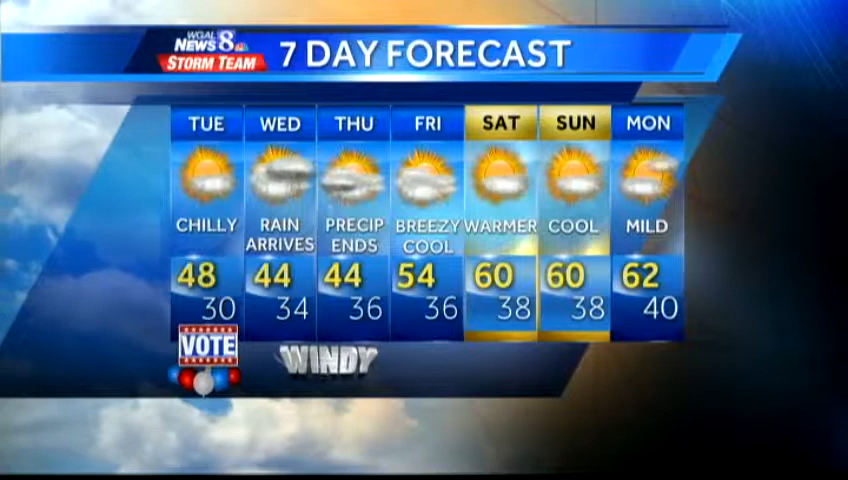 WGAL
NEWS 8
STORM TEAM
7 DAY FORECAST
TUE WED THU FRI SAT SUN MON
CHILLY RAIN ARRIVES PRECIP ENDS BREEZY COOL WARMER COOL MILD
48 44 44 54 60 60 62
30 34 36 36 38 38 40
VOTE
WINDY